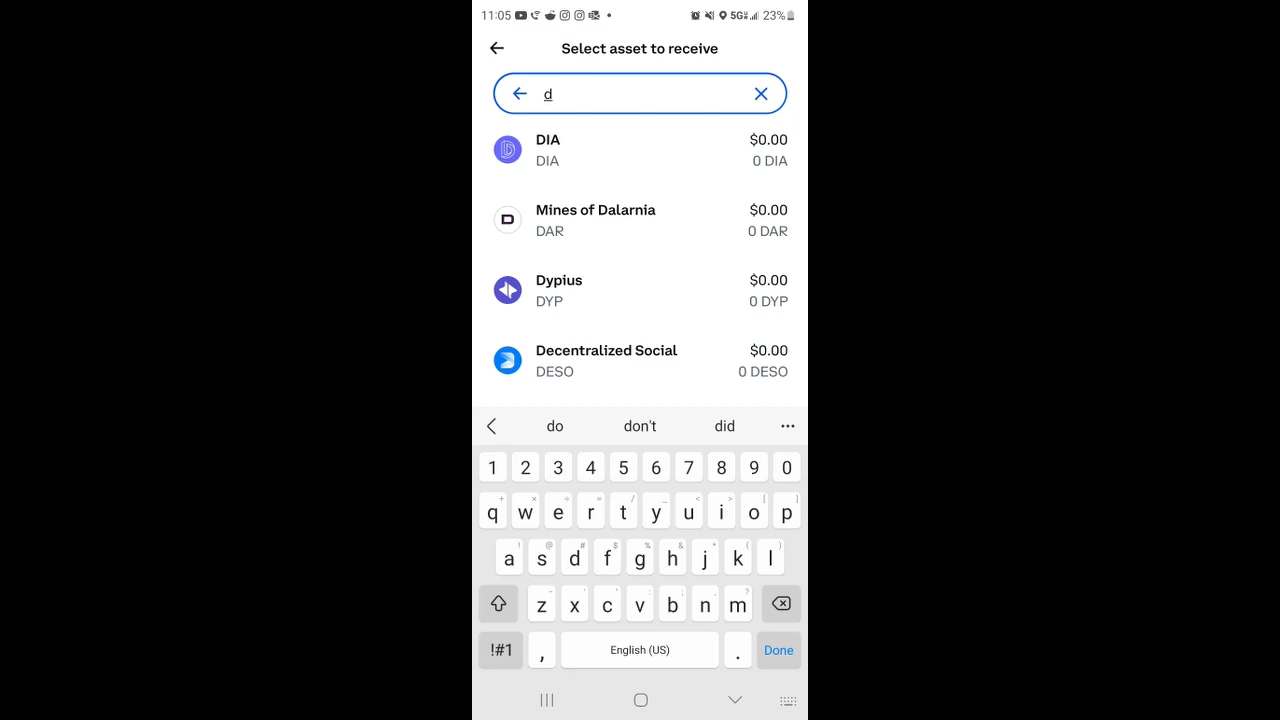 11:05 5G 23%
Select asset to receive
d
DIA $0.00
DIA 0 DIA
Mines of Dalarnia $0.00
DAR 0 DAR
Dypius $0.00
DYP 0 DYP
Decentralized Social $0.00
DESO 0 DESO
do don't did
1 2 3 4 5 6 7 8 9 0
q w e r t y u i o p
a s d f g h j k l
z x c v b n m
!#1 , English (US) . Done